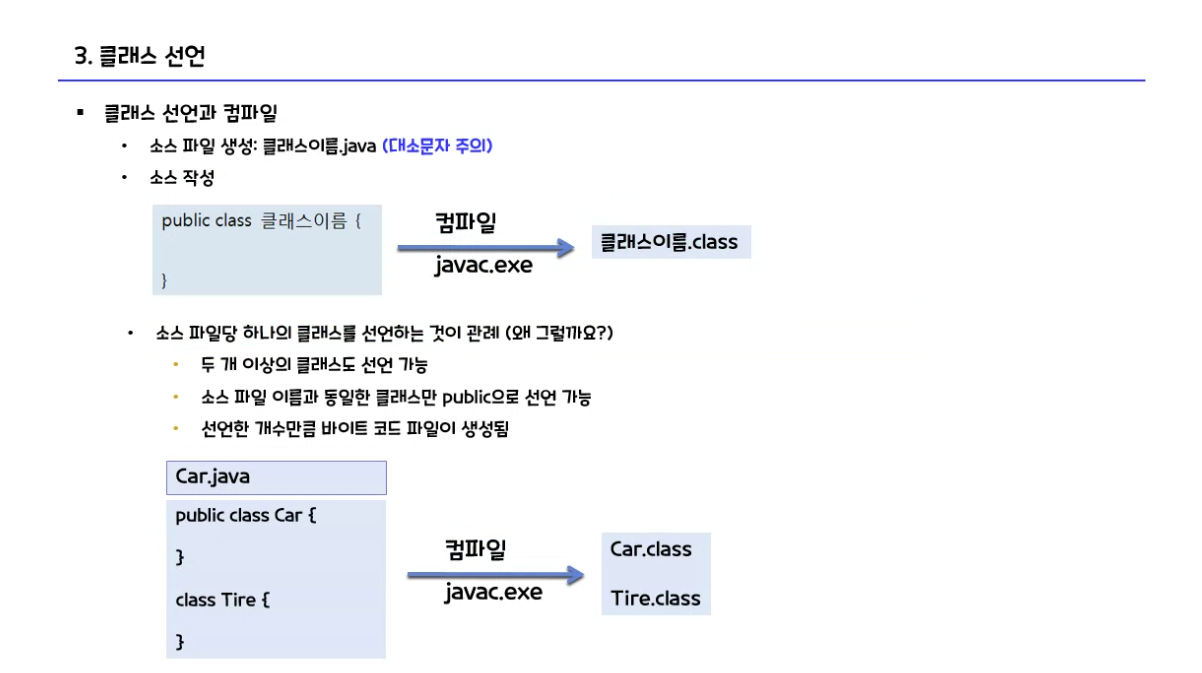 3. 클래스 선언
▪ 클래스 선언과 컴파일
• 소스 파일 생성: 클래스이름.java (대소문자 주의)
• 소스 작성
public class 클래스이름 {
}
컴파일
javac.exe
클래스이름.class
• 소스 파일당 하나의 클래스를 선언하는 것이 관례 (왜 그럴까요?)
• 두 개 이상의 클래스도 선언 가능
• 소스 파일 이름과 동일한 클래스만 public으로 선언 가능
• 선언한 개수만큼 바이트 코드 파일이 생성됨
Car.java
public class Car {
}
class Tire {
}
컴파일
javac.exe
Car.class
Tire.class